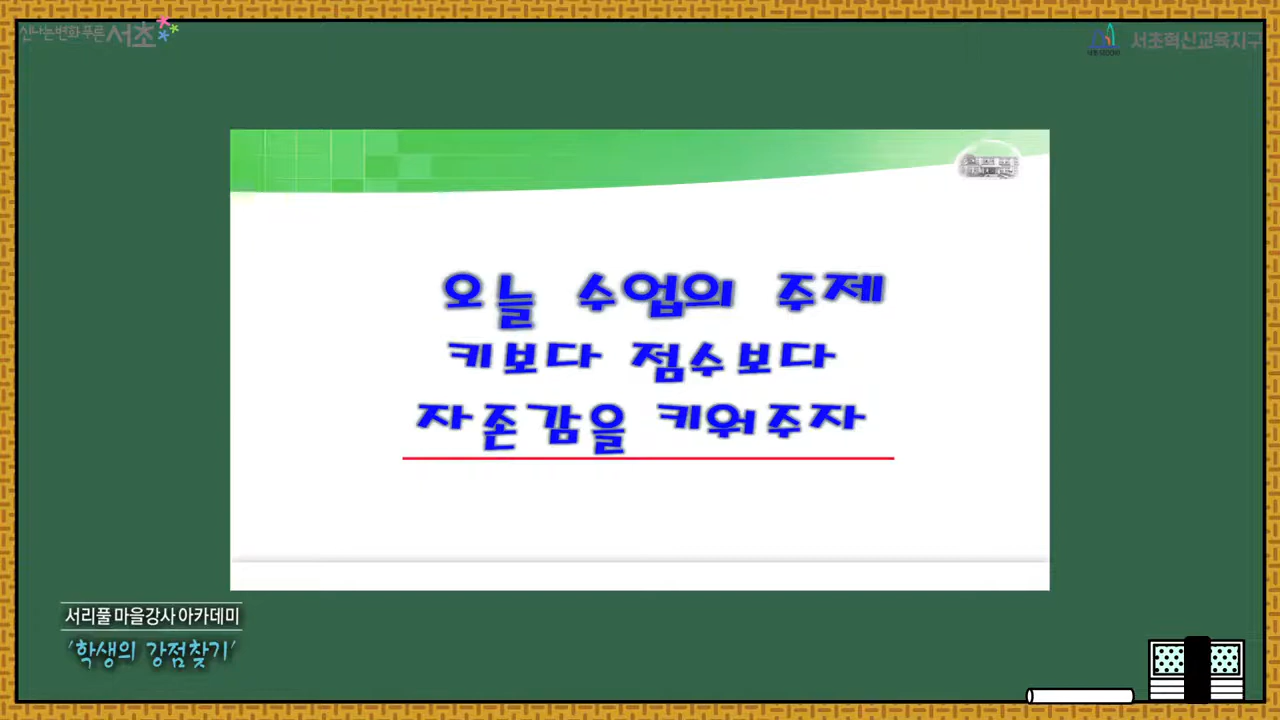 신나는 변화 푸른 서초
서초혁신교육지구
오늘 수업의 주제
키보다 점수보다
자존감을 키워주자
서리풀 마을강사 아카데미
'학생의 강점찾기'